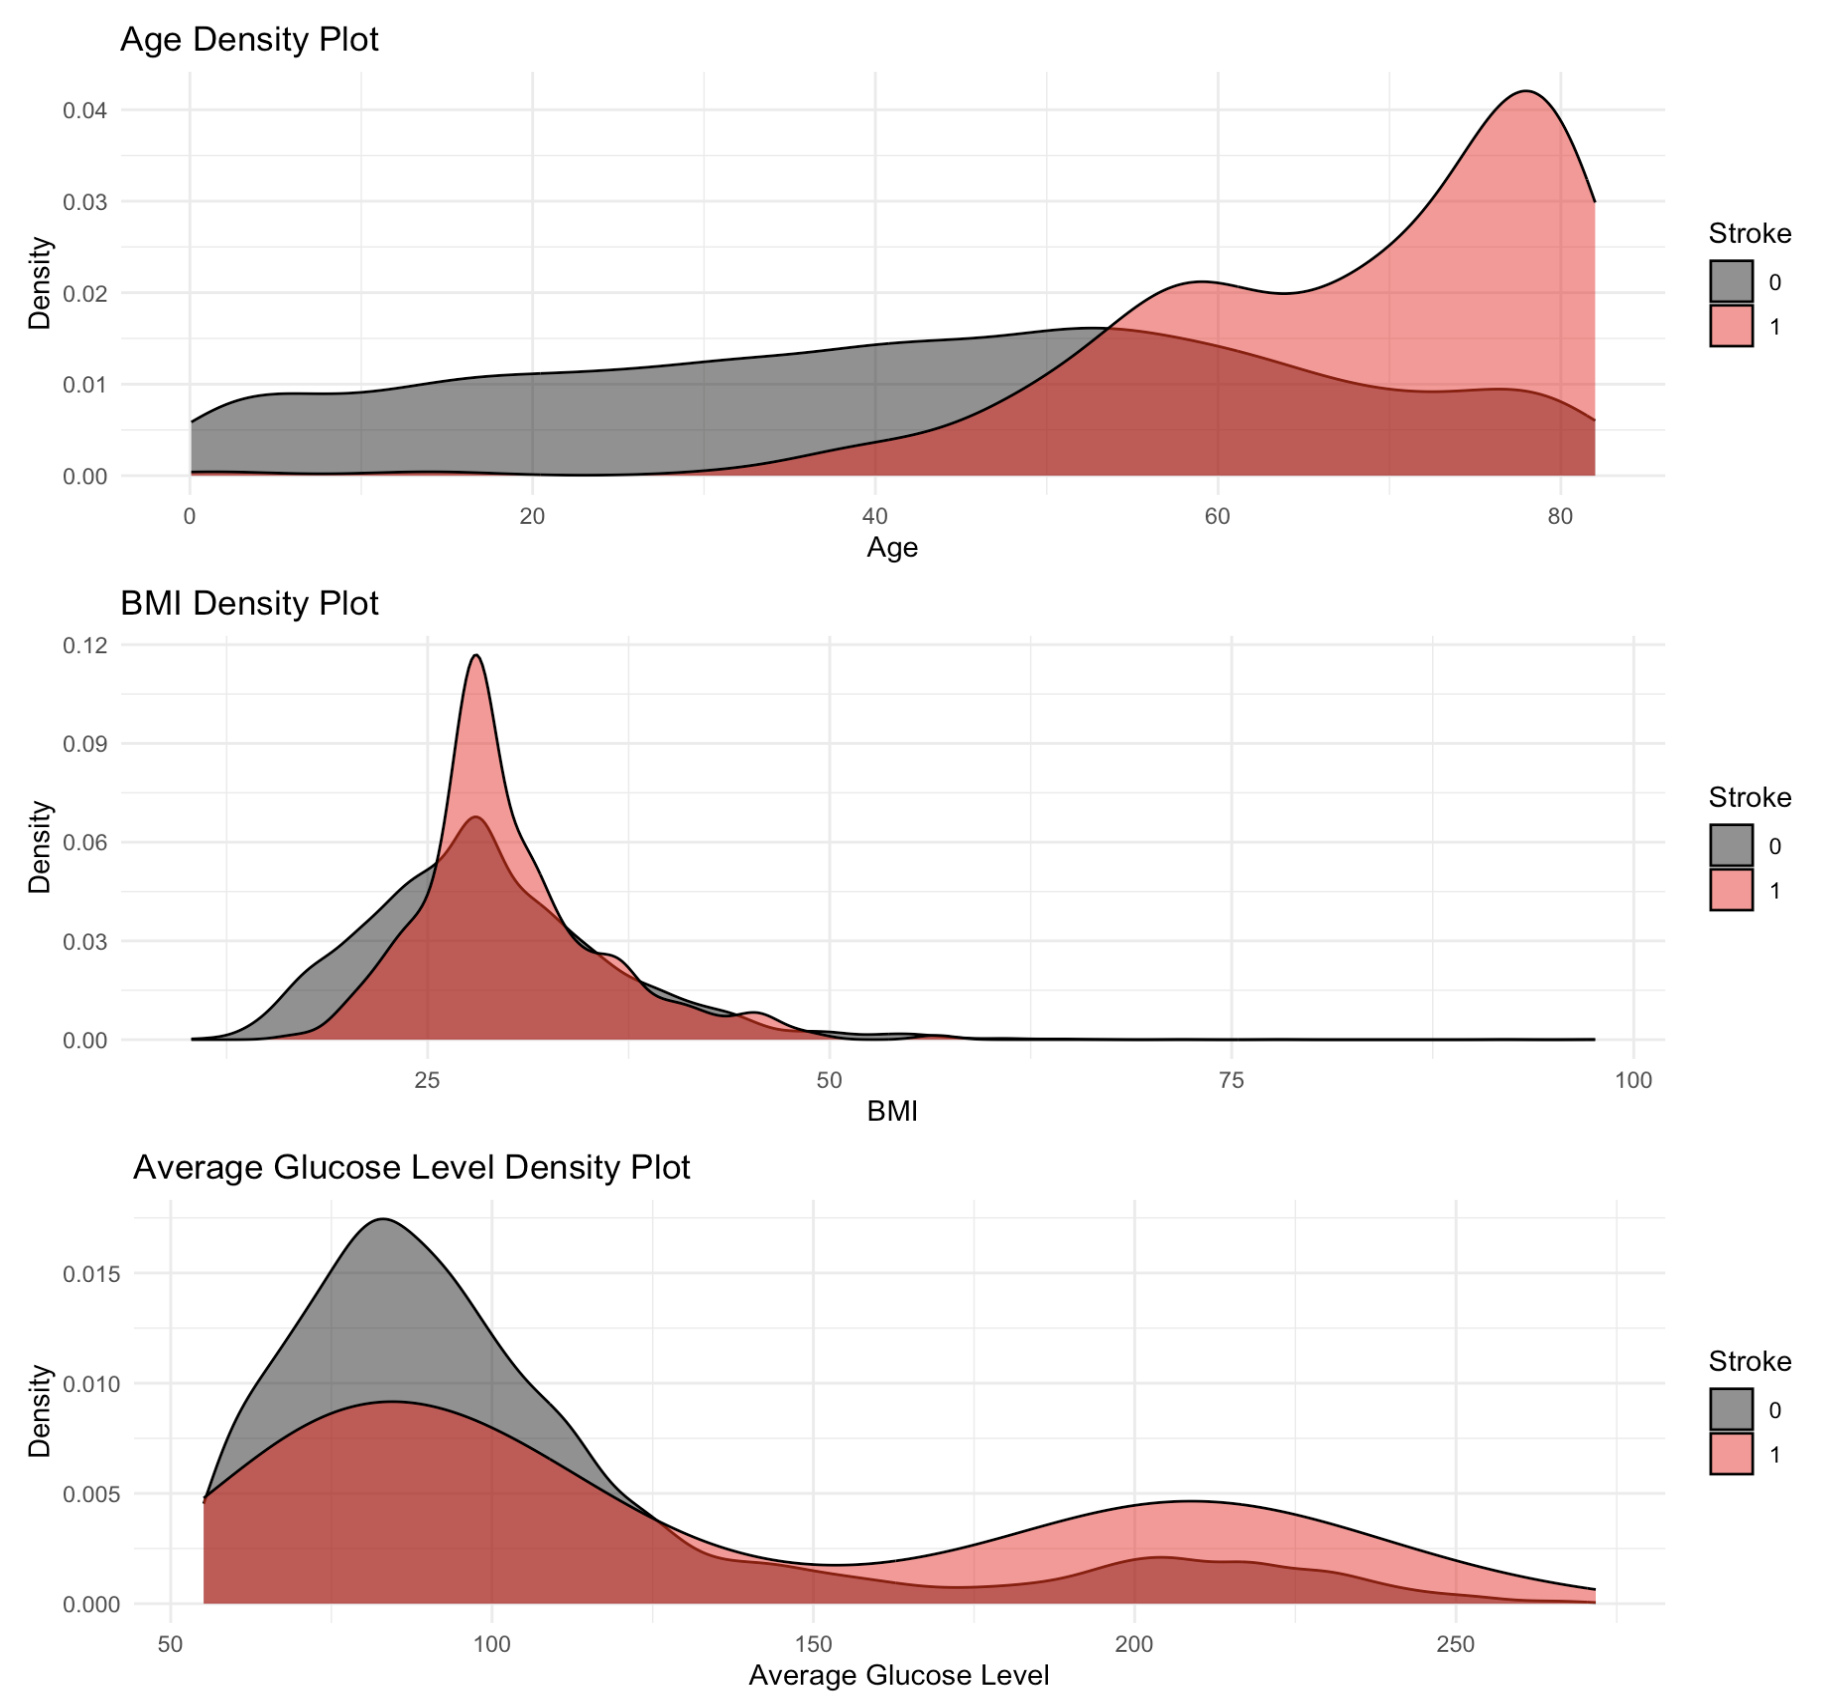 Age Density Plot
0.04
0.03
0.02
0.01
0.00
Density
0 20 40 60 80
Age
Stroke
0
1
BMI Density Plot
0.12
0.09
0.06
0.03
0.00
Density
25 50 75 100
BMI
Stroke
0
1
Average Glucose Level Density Plot
0.015
0.010
0.005
0.000
Density
50 100 150 200 250
Average Glucose Level
Stroke
0
1